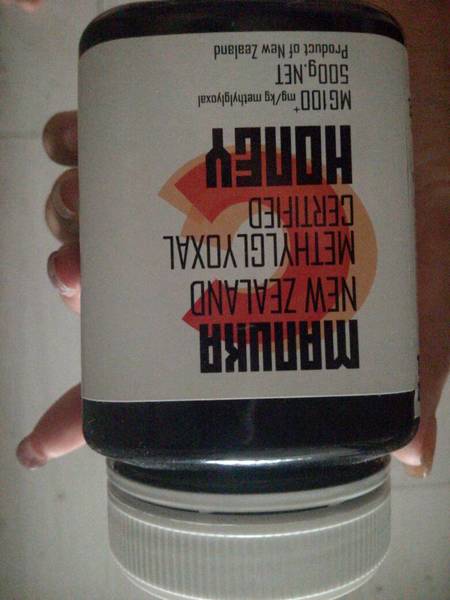 MANUKA
NEW ZEALAND
METHYLGLYOXAL
CERTIFIED
HONEY
MG100+ mg/kg methylglyoxal
500g.NET
Product of New Zealand